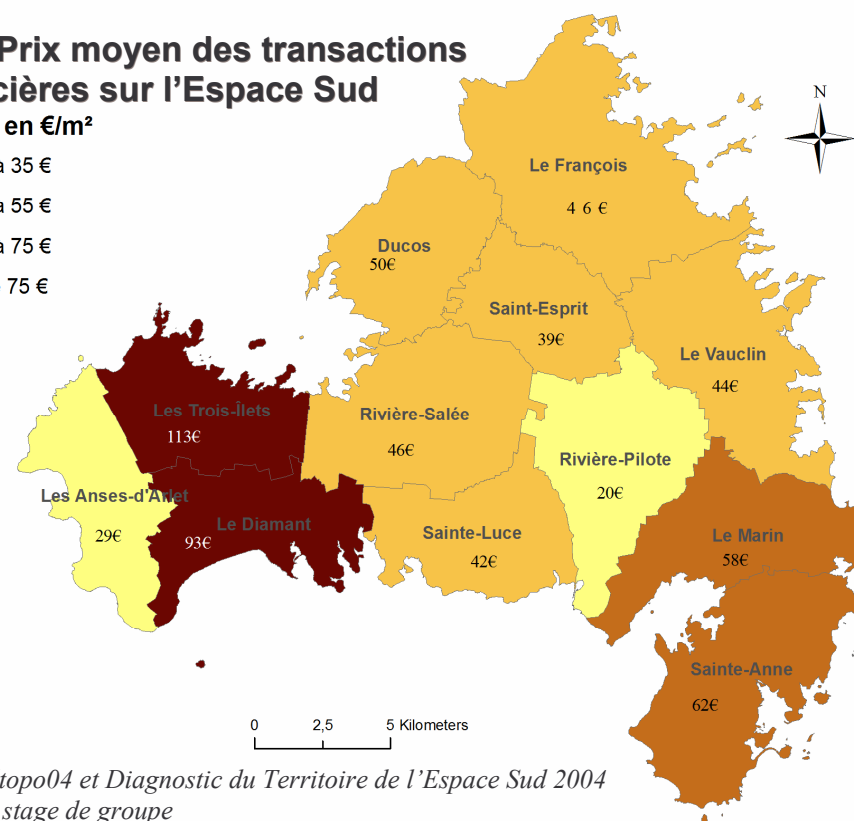 Prix moyen des transactions
cières sur l'Espace Sud
en €/m²
à 35 €
à 55 €
à 75 €
75 €
N
Le François
4 6 €
Ducos
50€
Saint-Esprit
39€
Le Vauclin
44€
Les Trois-Îlets
113€
Rivière-Salée
46€
Rivière-Pilote
20€
Les Anses-d'Arlet
29€
Le Diamant
93€
Sainte-Luce
42€
Le Marin
58€
Sainte-Anne
62€
0 2,5 5 Kilometers
topo04 et Diagnostic du Territoire de l'Espace Sud 2004
stage de groupe